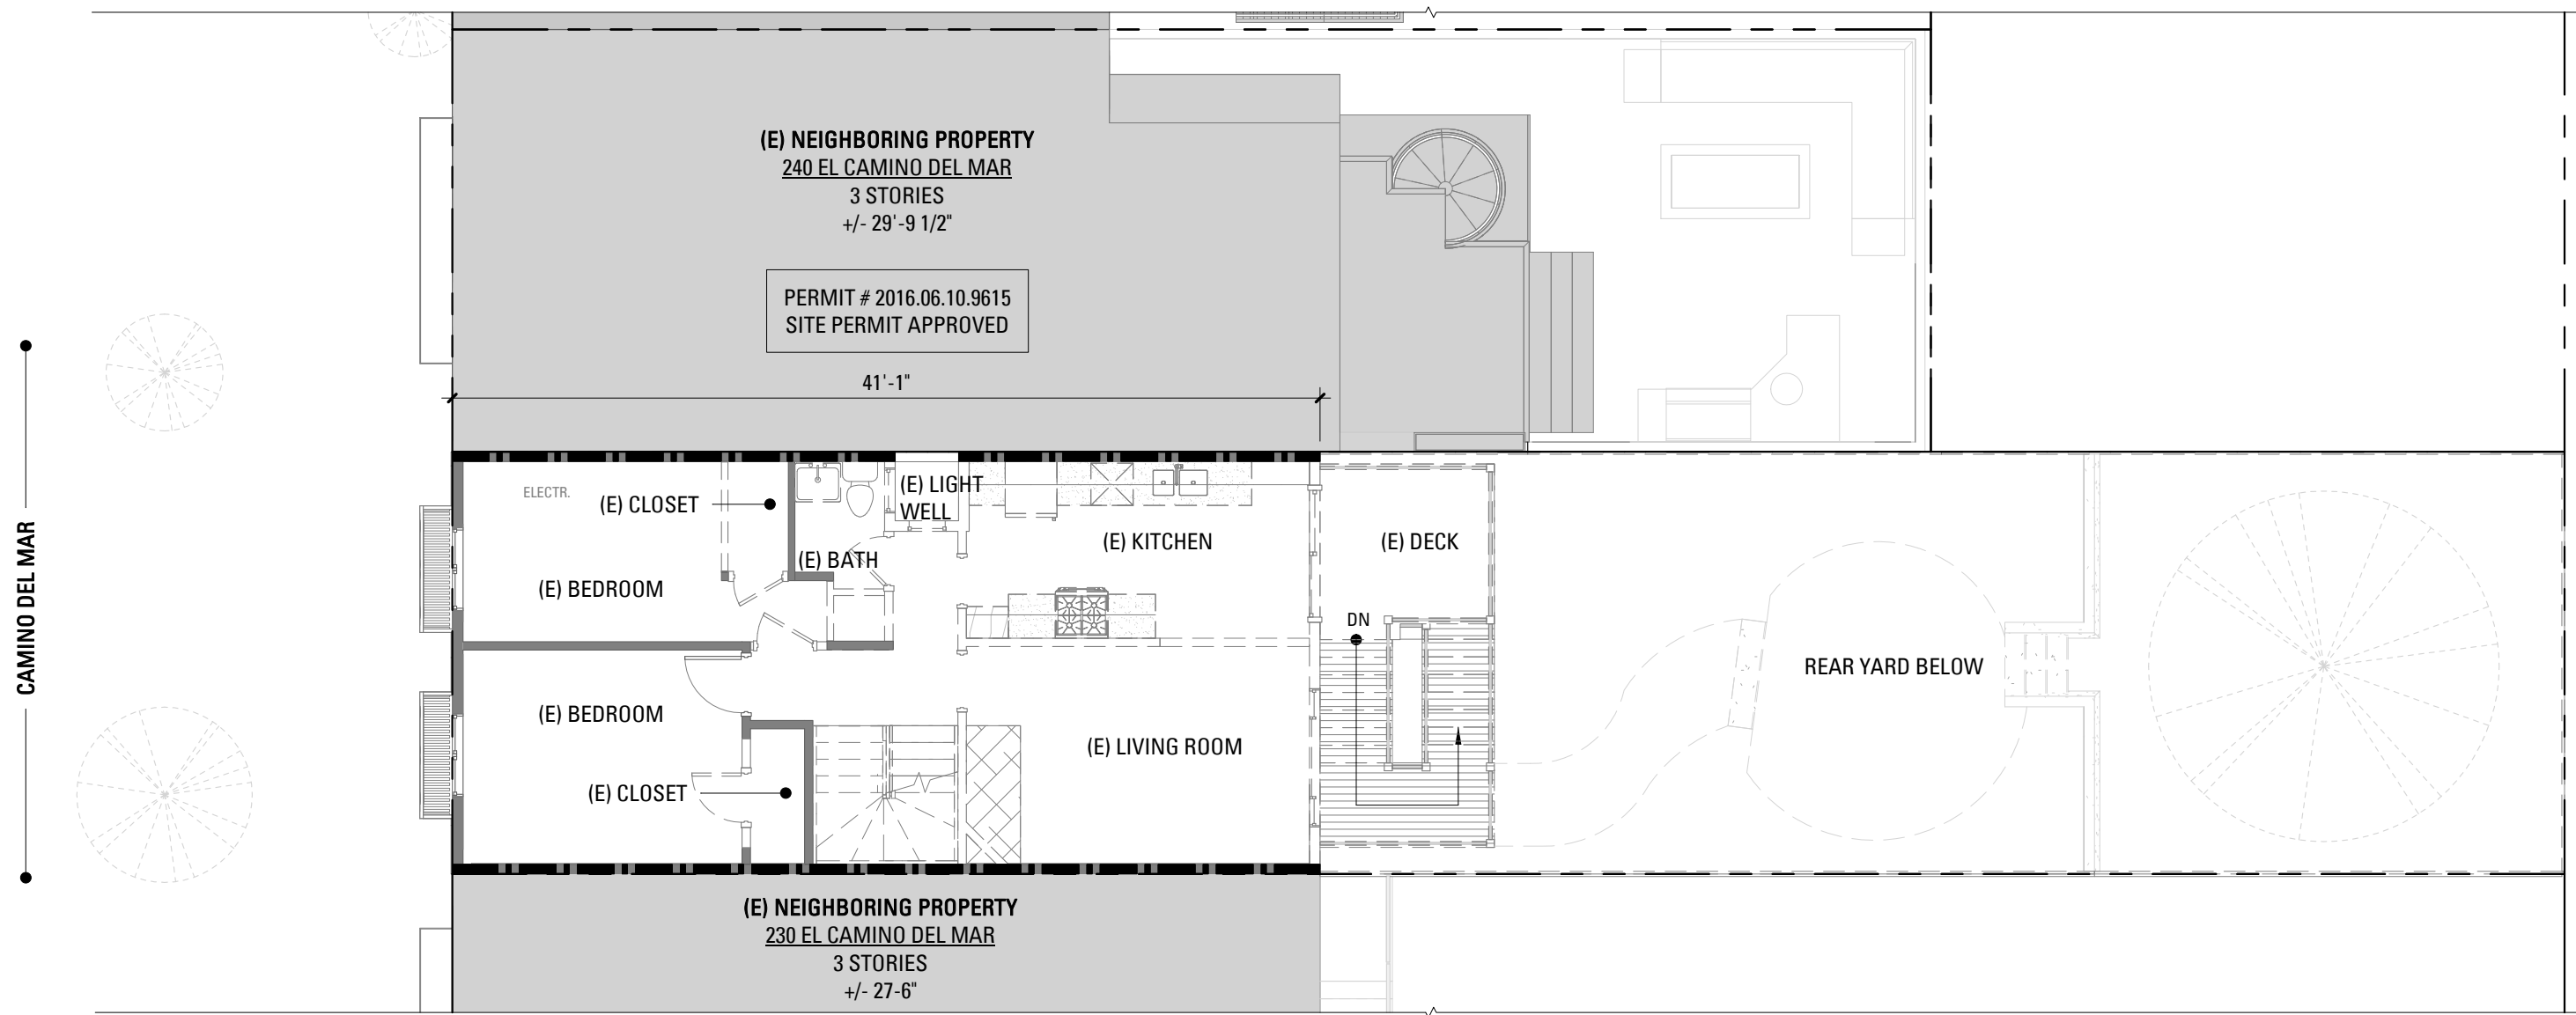 (E) NEIGHBORING PROPERTY
240 EL CAMINO DEL MAR
3 STORIES
+/- 29'-9 1/2"
PERMIT # 2016.06.10.9615
SITE PERMIT APPROVED
41'-1"
CAMINO DEL MAR
ELECTR.
(E) CLOSET
(E) LIGHT
WELL
(E) BATH
(E) KITCHEN
(E) DECK
(E) BEDROOM
DN
REAR YARD BELOW
(E) BEDROOM
(E) LIVING ROOM
(E) CLOSET
(E) NEIGHBORING PROPERTY
230 EL CAMINO DEL MAR
3 STORIES
+/- 27-6"